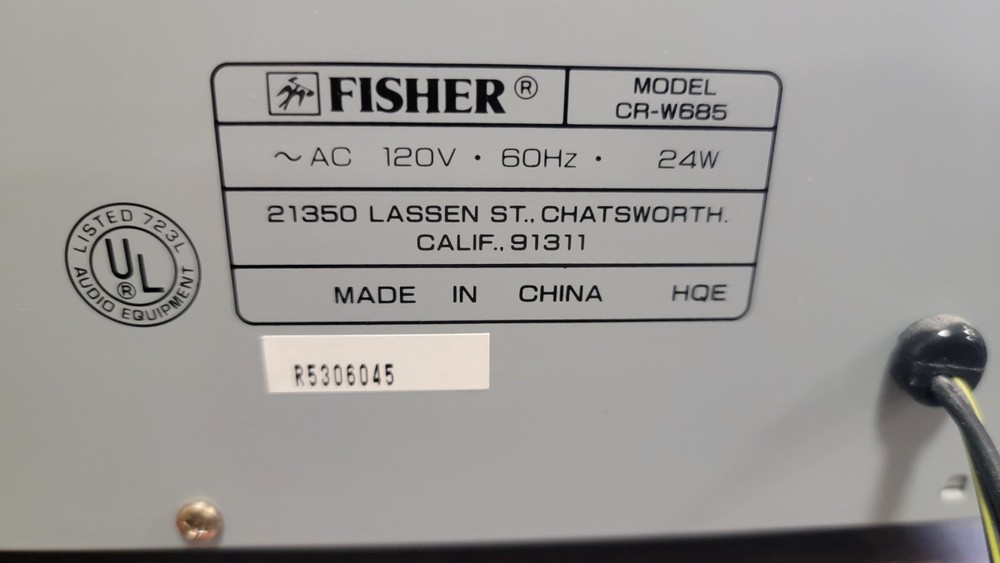 FISHER®
MODEL
CR-W685
~ AC 120V · 60Hz · 24W
21350 LASSEN ST., CHATSWORTH.
CALIF., 91311
MADE IN CHINA HQE
LISTED 723L
UL
®
AUDIO EQUIPMENT
R5306045